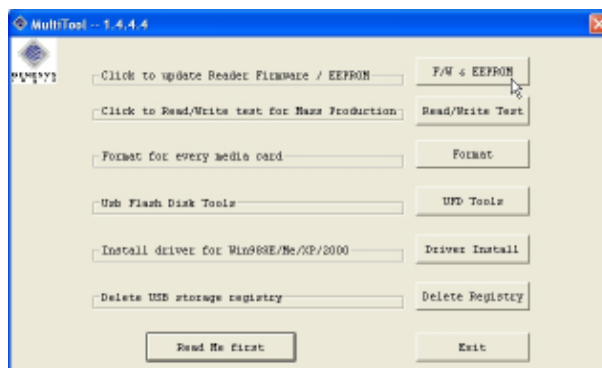 MultiTool -- 1.4.4.4
GENESYS
LOGIC
Click to update Reader Firmware / EEPROM
F/W & EEPROM
Click to Read/Write test for Mass Production
Read/Write Test
Format for every media card
Format
Usb Flash Disk Tools
UFD Tools
Install driver for Win98SE/Me/XP/2000
Driver Install
Delete USB storage registry
Delete Registry
Read Me first
Exit